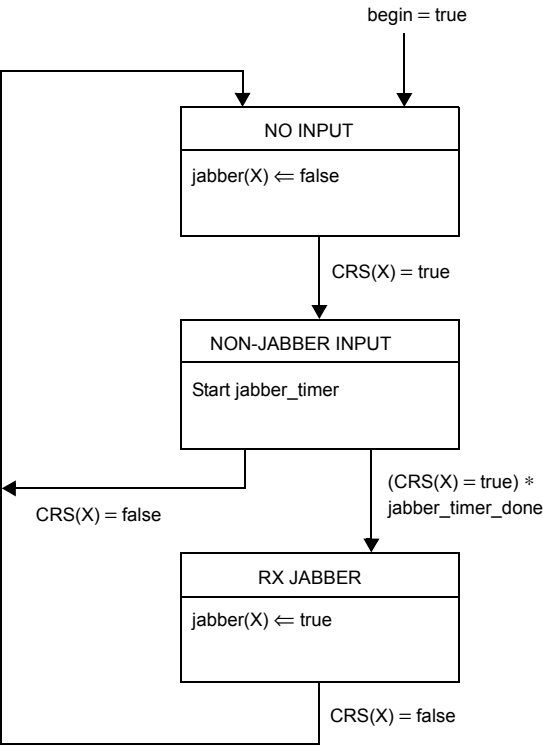 begin = true
NO INPUT
jabber(X) ⇐ false
CRS(X) = true
NON-JABBER INPUT
Start jabber_timer
(CRS(X) = true) *
jabber_timer_done
CRS(X) = false
RX JABBER
jabber(X) ⇐ true
CRS(X) = false